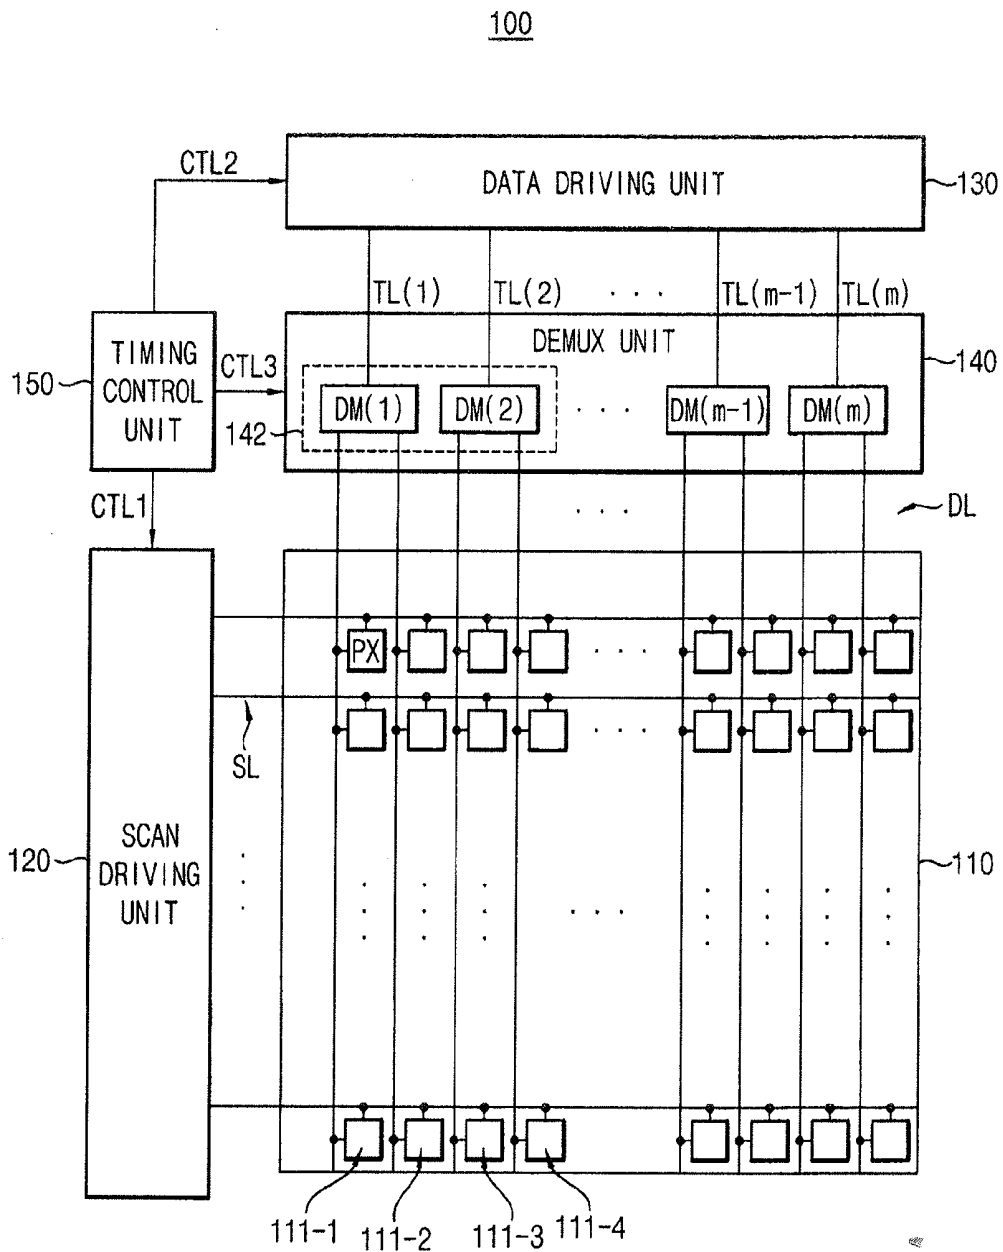 100
CTL2
DATA DRIVING UNIT
130
TL(1)
TL(2)
. . .
TL(m-1)
TL(m)
DEMUX UNIT
140
TIMING
CONTROL
UNIT
150
CTL3
DM(1)
DM(2)
. . .
DM(m-1)
DM(m)
142
CTL1
. . .
DL
PX
. . .
. . .
SL
SCAN
DRIVING
UNIT
120
110
. . .
111-1
111-2
111-3
111-4